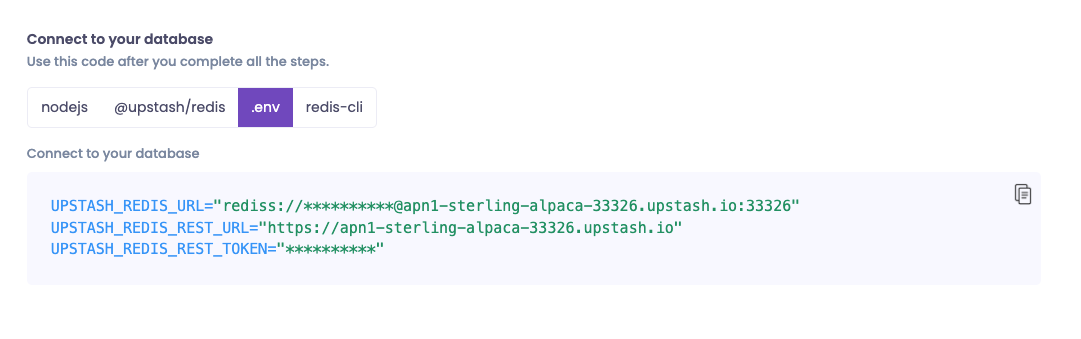 Connect to your database
Use this code after you complete all the steps.
nodejs @upstash/redis .env redis-cli
Connect to your database
UPSTASH_REDIS_URL="rediss://**********@apn1-sterling-alpaca-33326.upstash.io:33326"
UPSTASH_REDIS_REST_URL="https://apn1-sterling-alpaca-33326.upstash.io"
UPSTASH_REDIS_REST_TOKEN="**********"